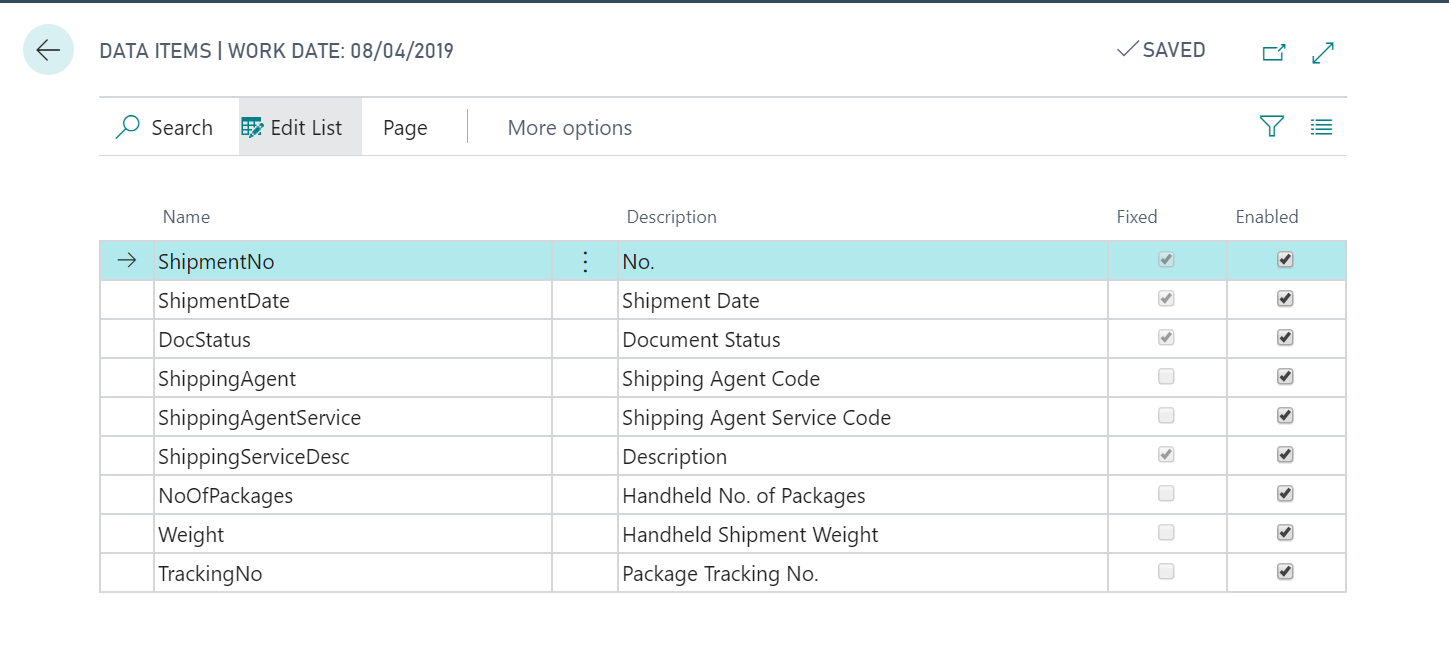 DATA ITEMS | WORK DATE: 08/04/2019 SAVED
Search Edit List Page More options
Name Description Fixed Enabled
ShipmentNo No.
ShipmentDate Shipment Date
DocStatus Document Status
ShippingAgent Shipping Agent Code
ShippingAgentService Shipping Agent Service Code
ShippingServiceDesc Description
NoOfPackages Handheld No. of Packages
Weight Handheld Shipment Weight
TrackingNo Package Tracking No.